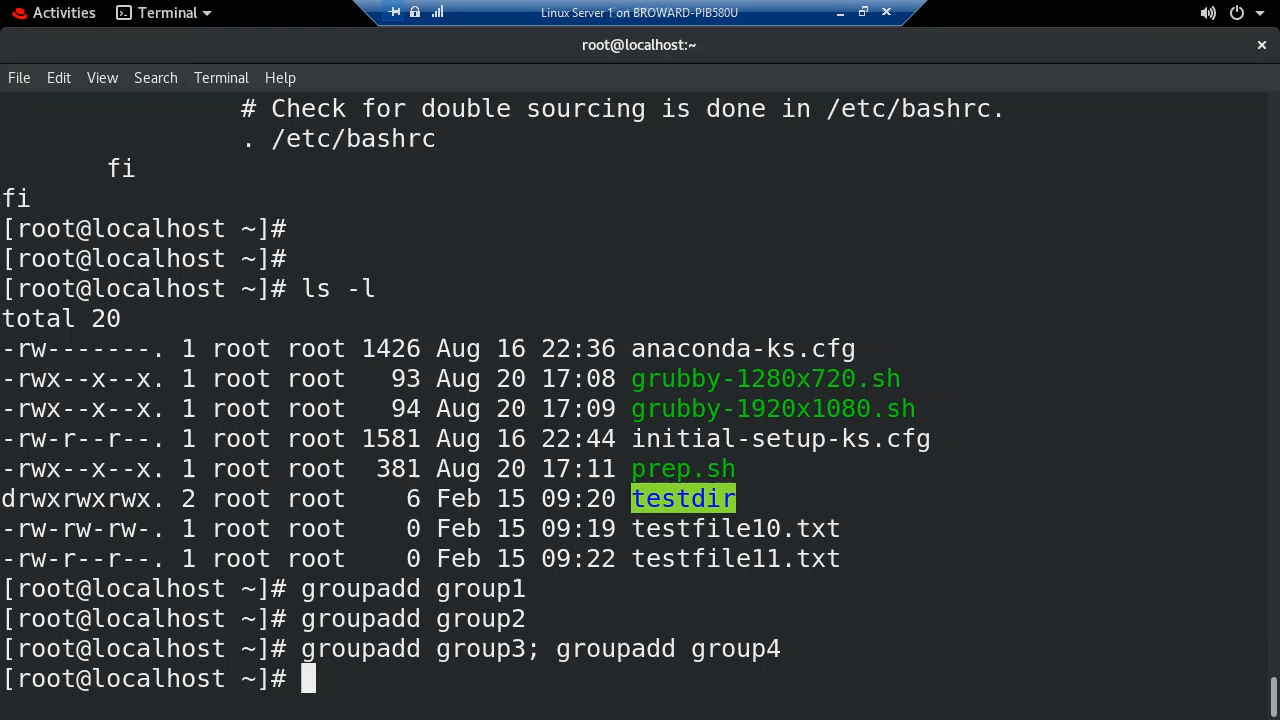 Activities Terminal Linux Server 1 on BROWARD-PIB580U
root@localhost:~
File Edit View Search Terminal Help
# Check for double sourcing is done in /etc/bashrc.
. /etc/bashrc
fi
fi
[root@localhost ~]#
[root@localhost ~]#
[root@localhost ~]# ls -l
total 20
-rw-------. 1 root root 1426 Aug 16 22:36 anaconda-ks.cfg
-rwx--x--x. 1 root root   93 Aug 20 17:08 grubby-1280x720.sh
-rwx--x--x. 1 root root   94 Aug 20 17:09 grubby-1920x1080.sh
-rw-r--r--. 1 root root 1581 Aug 16 22:44 initial-setup-ks.cfg
-rwx--x--x. 1 root root  381 Aug 20 17:11 prep.sh
drwxrwxrwx. 2 root root    6 Feb 15 09:20 testdir
-rw-rw-rw-. 1 root root    0 Feb 15 09:19 testfile10.txt
-rw-r--r--. 1 root root    0 Feb 15 09:22 testfile11.txt
[root@localhost ~]# groupadd group1
[root@localhost ~]# groupadd group2
[root@localhost ~]# groupadd group3; groupadd group4
[root@localhost ~]#